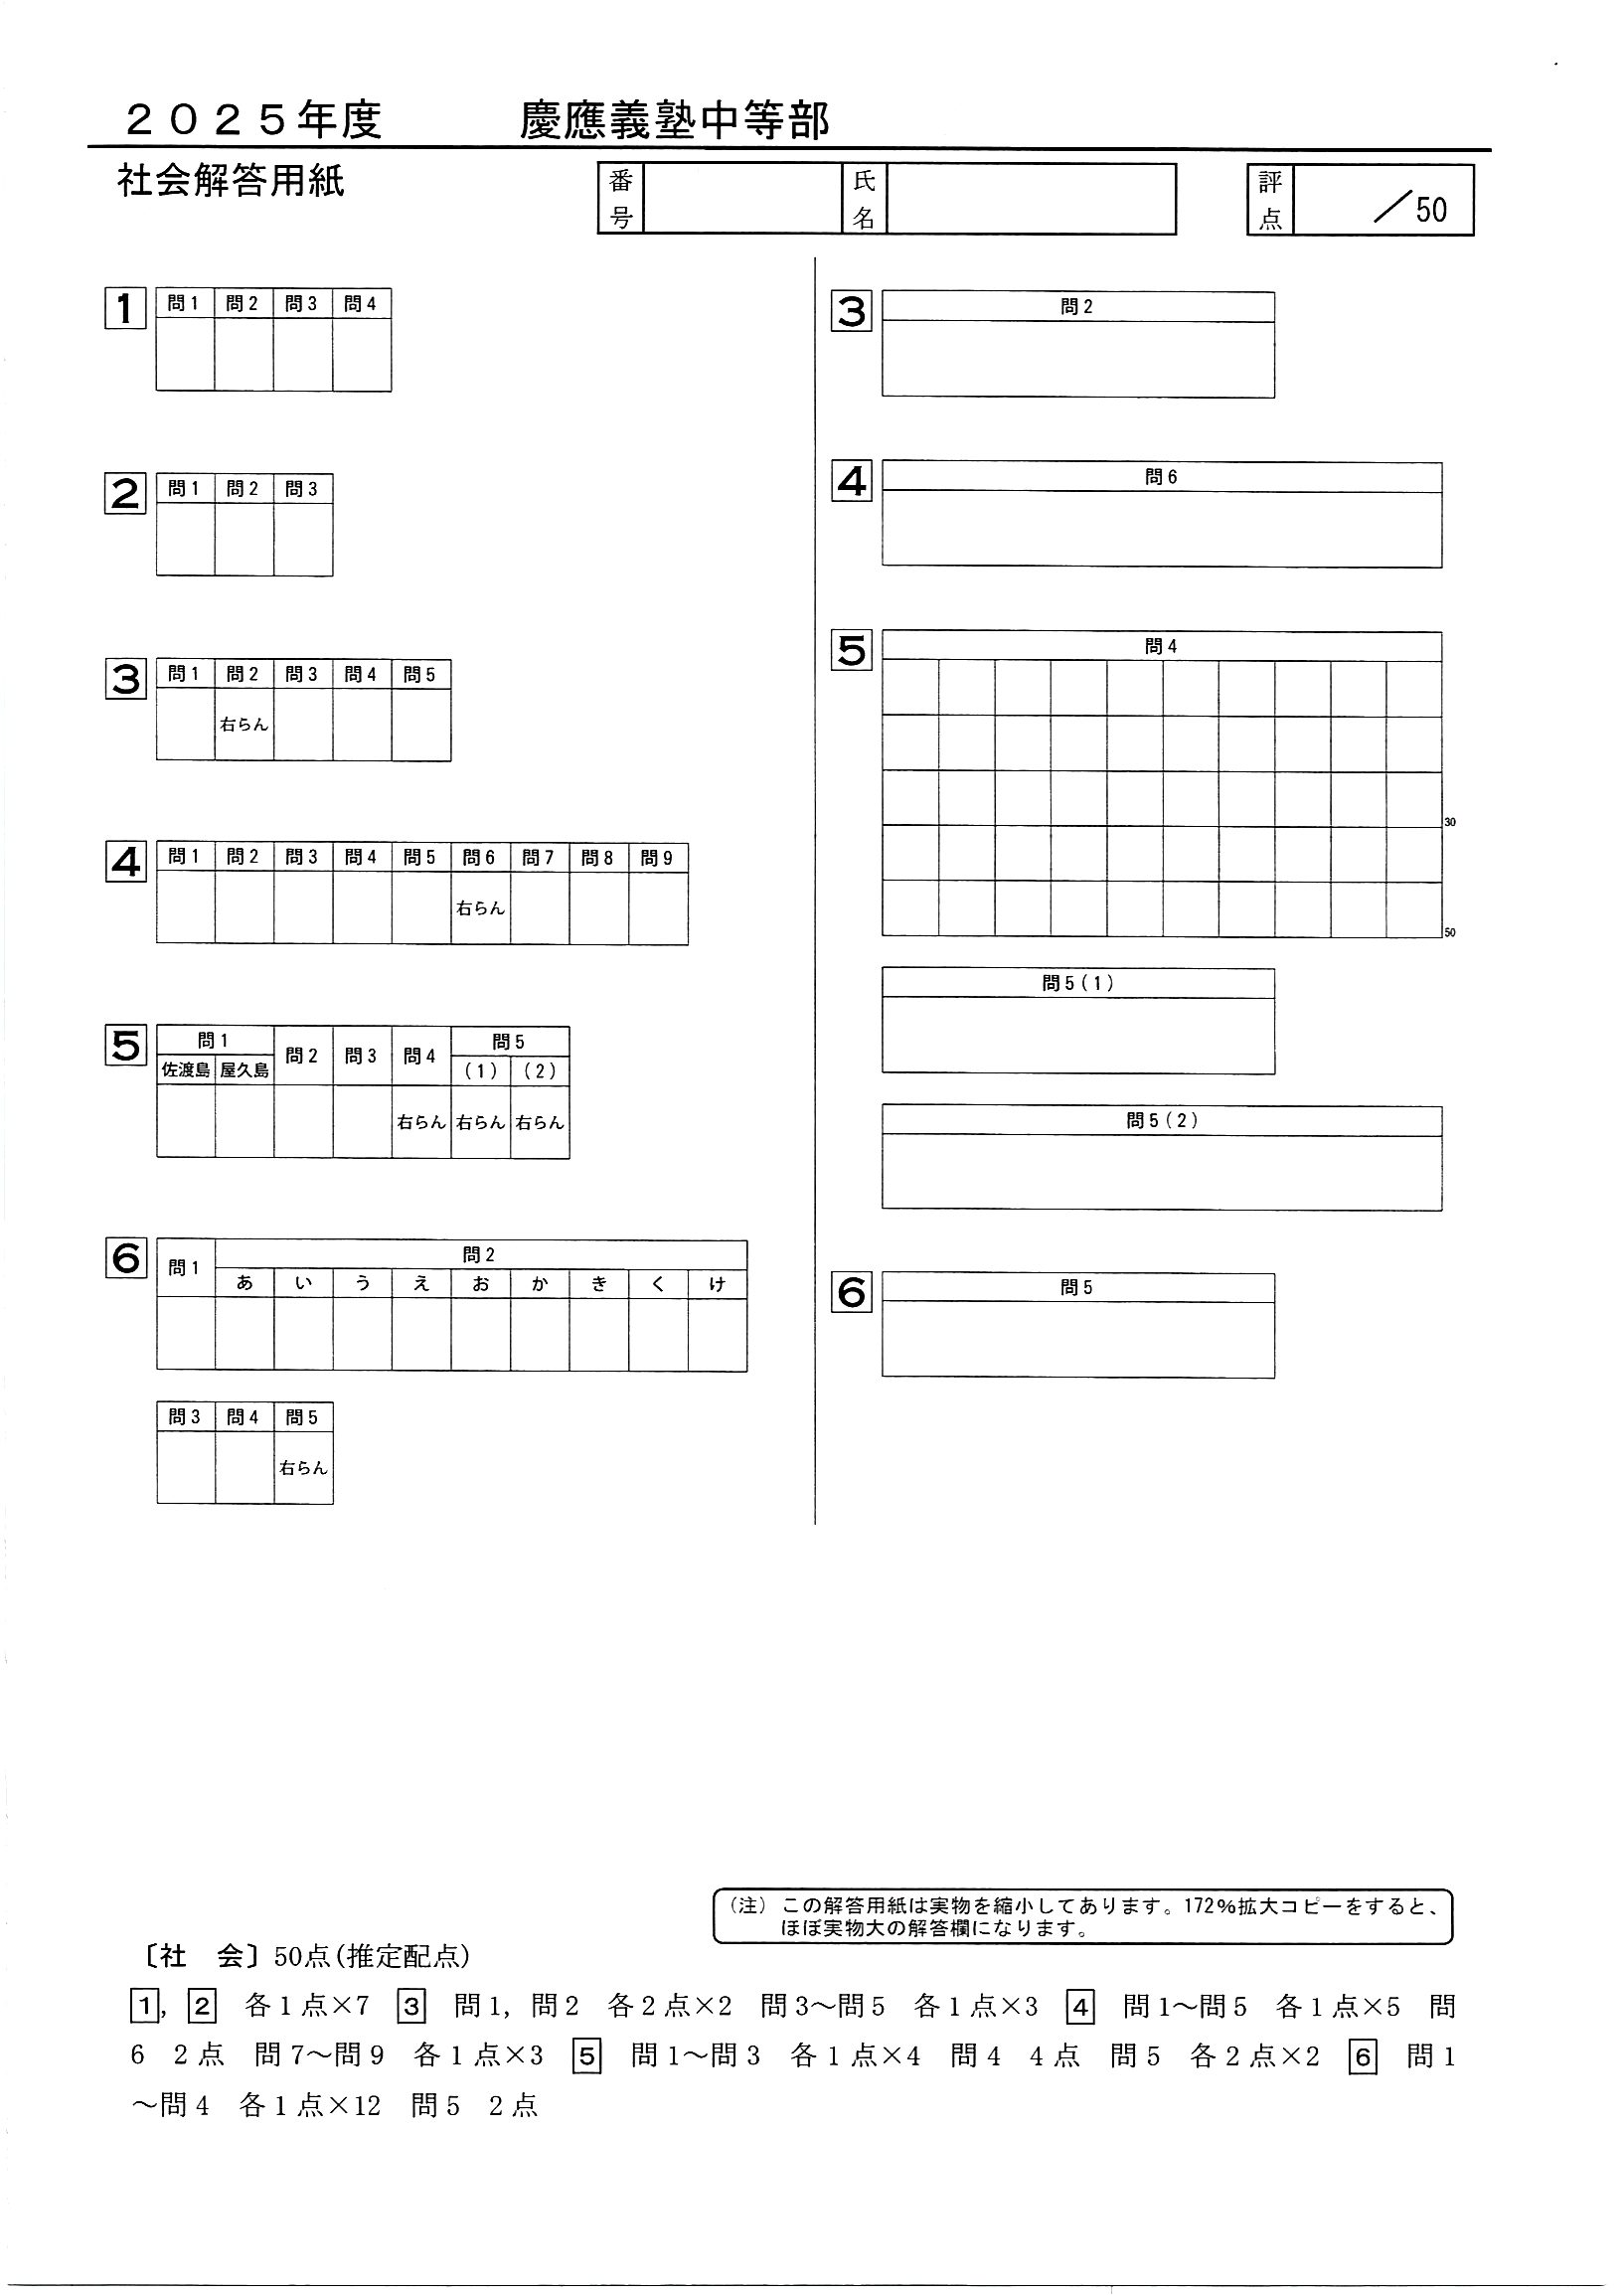 2025年度 慶應義塾中等部
社会解答用紙
番号
氏名
評点
／50
1
問1 問2 問3 問4
2
問1 問2 問3
3
問1 問2 問3 問4 問5
右らん
4
問1 問2 問3 問4 問5 問6 問7 問8 問9
右らん
5
問1 問2 問3 問4 問5
佐渡島 屋久島 (1) (2)
右らん 右らん 右らん
6
問1 問2
あ い う え お か き く け
問3 問4 問5
右らん
3
問2
4
問6
5
問4
30
50
問5(1)
問5(2)
6
問5
(注) この解答用紙は実物を縮小してあります。172％拡大コピーをすると、
ほぼ実物大の解答欄になります。
〔社 会〕50点(推定配点)
1, 2 各1点×7 3 問1, 問2 各2点×2 問3～問5 各1点×3 4 問1～問5 各1点×5 問
6 2点 問7～問9 各1点×3 5 問1～問3 各1点×4 問4 4点 問5 各2点×2 6 問1
～問4 各1点×12 問5 2点